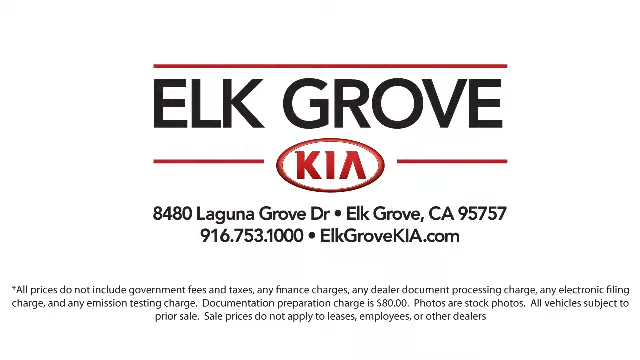 ELK GROVE
KIA
8480 Laguna Grove Dr • Elk Grove, CA 95757
916.753.1000 • ElkGroveKIA.com
*All prices do not include government fees and taxes, any finance charges, any dealer document processing charge, any electronic filing
charge, and any emission testing charge. Documentation preparation charge is $80.00. Photos are stock photos. All vehicles subject to
prior sale. Sale prices do not apply to leases, employees, or other dealers